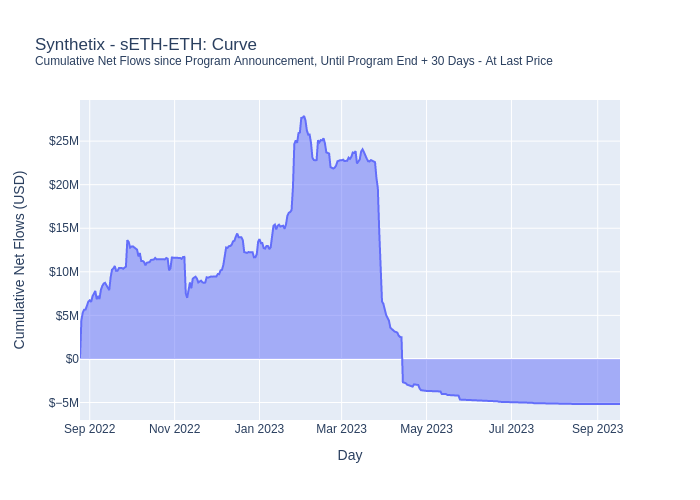 Synthetix - sETH-ETH: Curve
Cumulative Net Flows since Program Announcement, Until Program End + 30 Days - At Last Price
Cumulative Net Flows (USD)
$25M
$20M
$15M
$10M
$5M
$0
$−5M
Sep 2022 Nov 2022 Jan 2023 Mar 2023 May 2023 Jul 2023 Sep 2023
Day